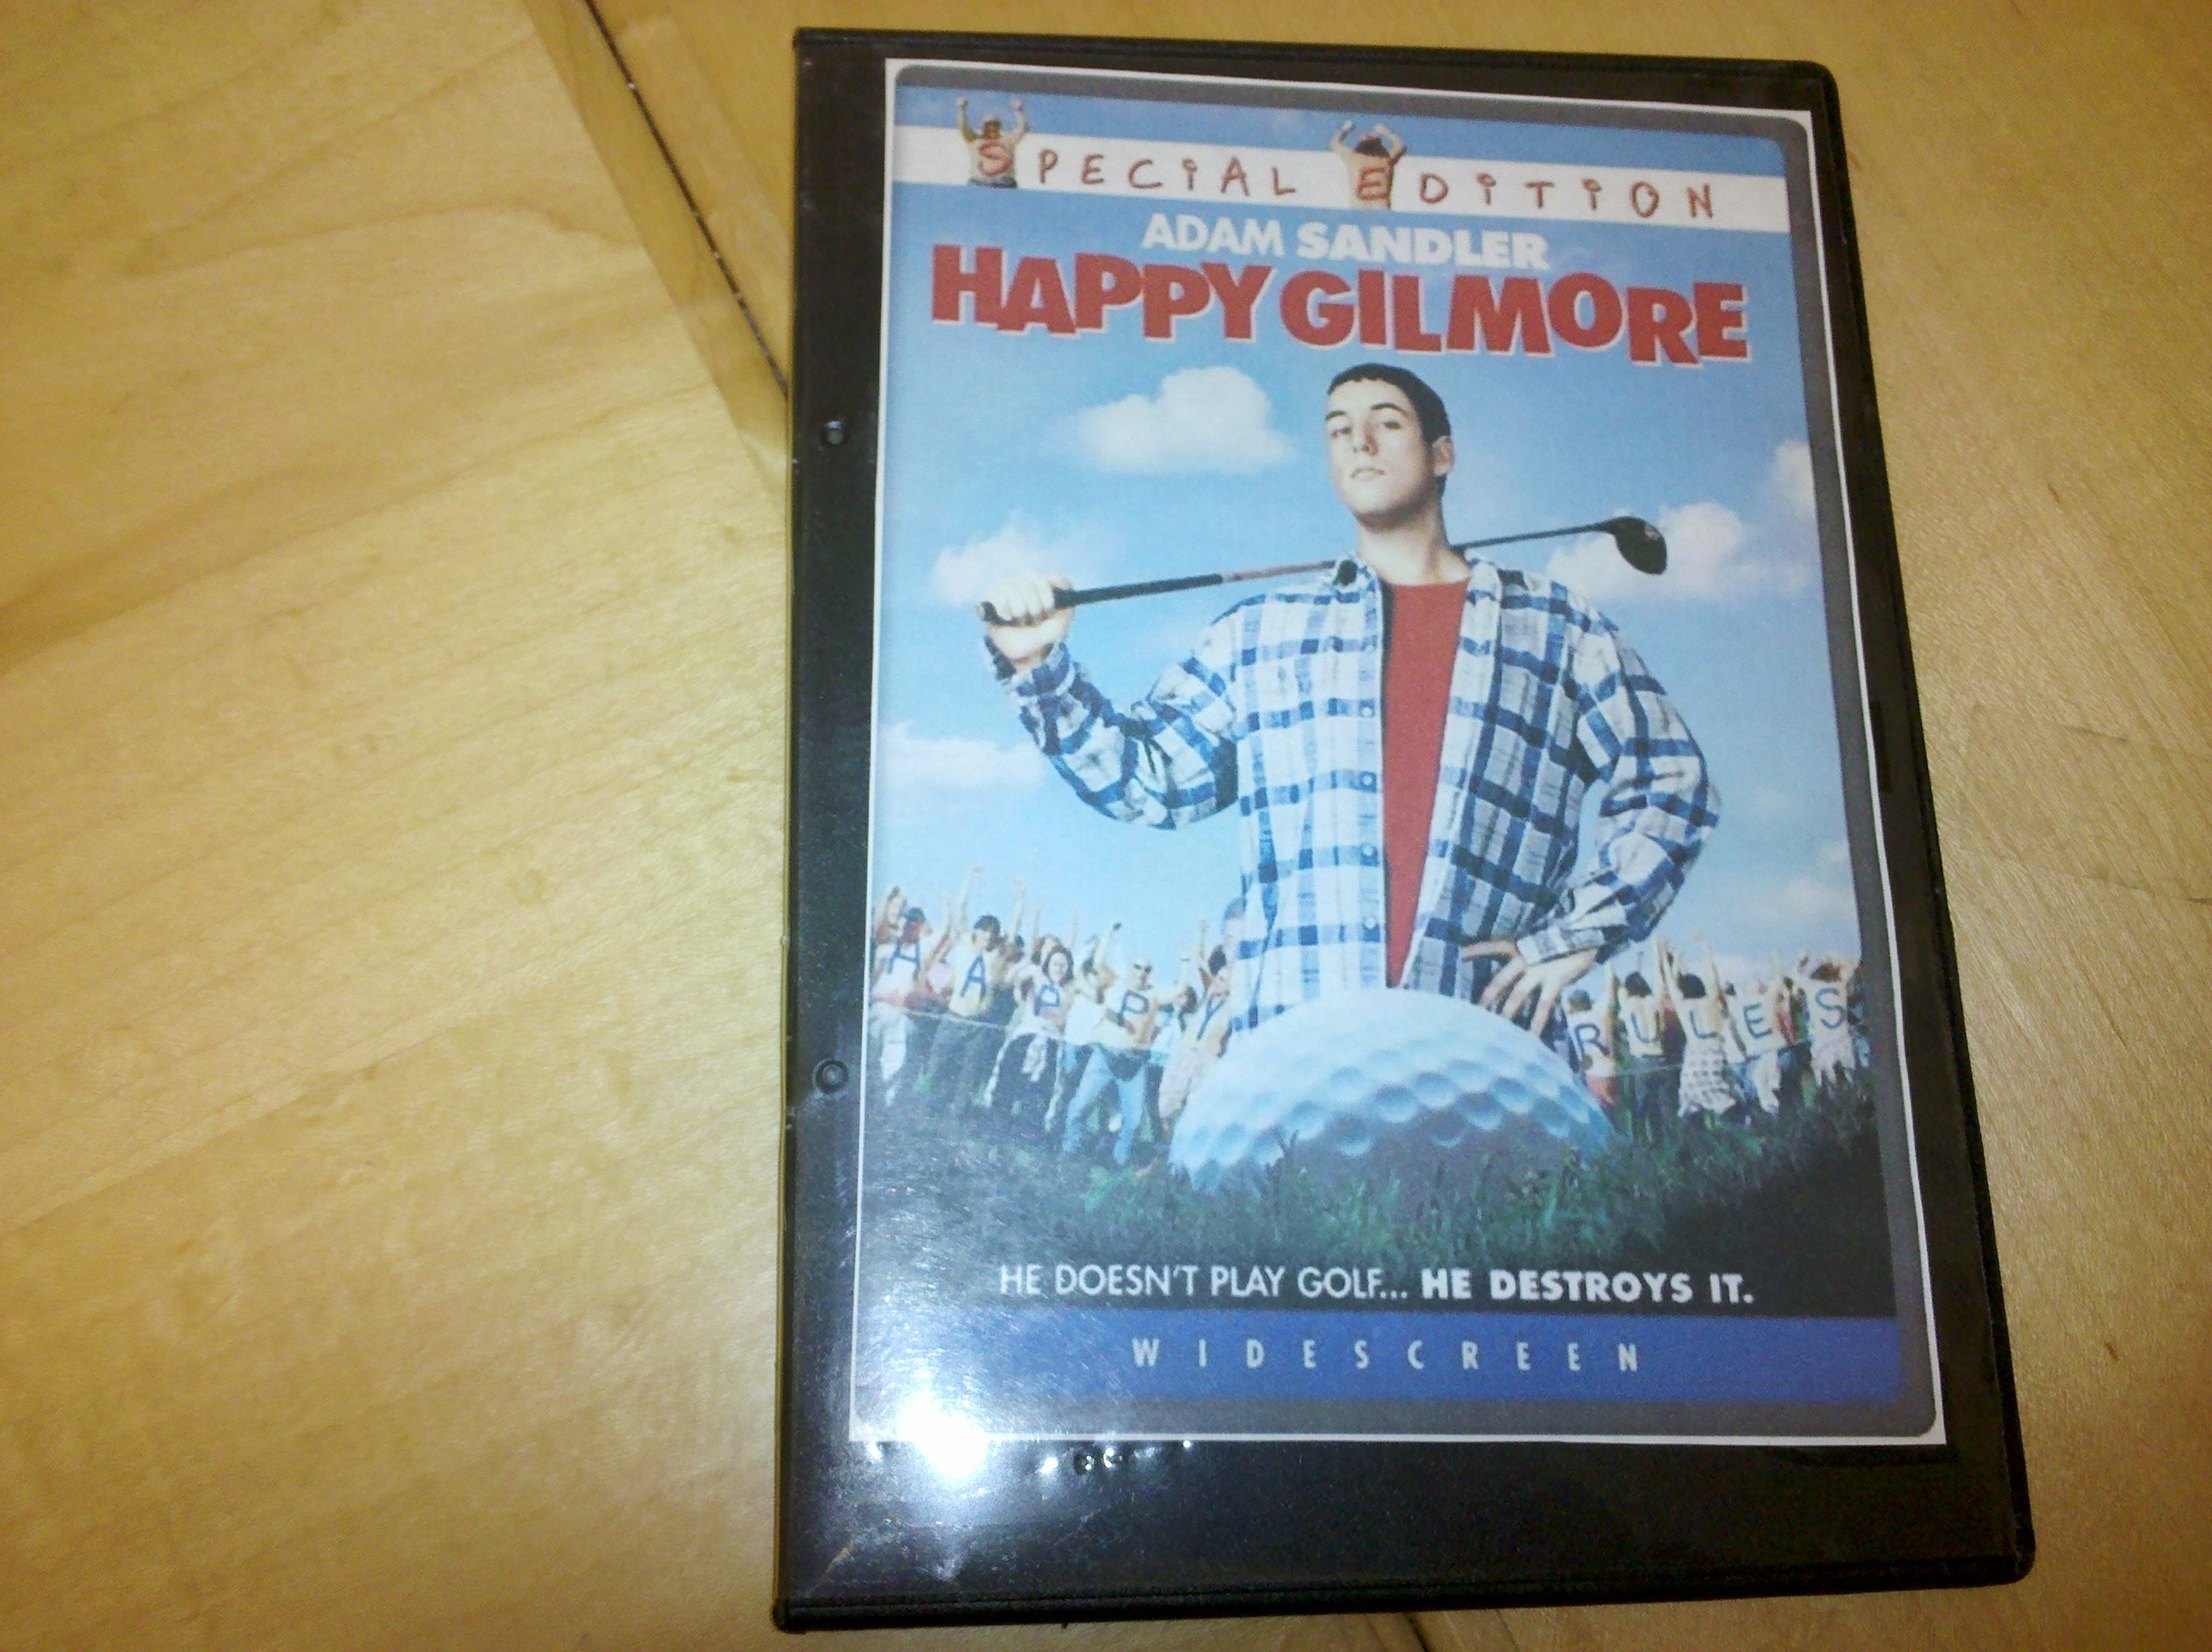 SPECiAL EDiTiON
ADAM SANDLER
HAPPY GILMORE
HAPPY RULES
HE DOESN'T PLAY GOLF... HE DESTROYS IT.
WIDESCREEN